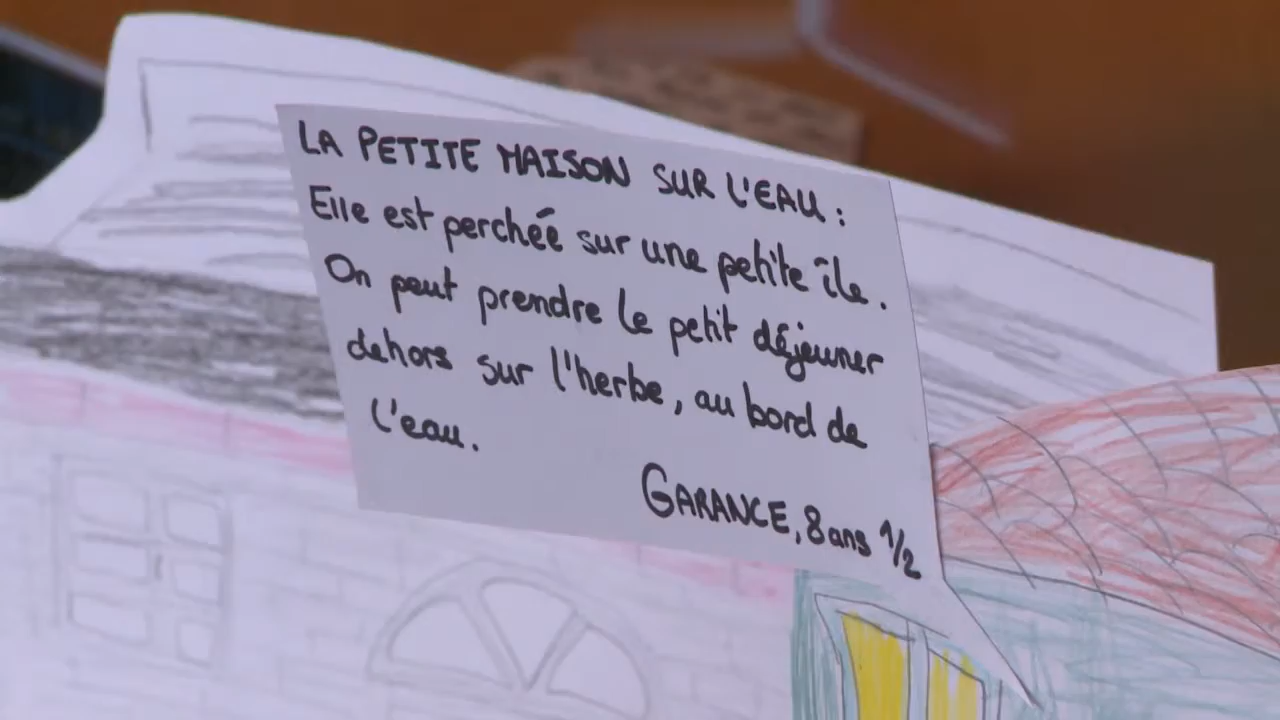 LA PETITE MAISON SUR L'EAU :
Elle est perchée sur une petite île.
On peut prendre le petit déjeuner
dehors sur l'herbe, au bord de
l'eau.
GARANCE, 8 ans 1/2